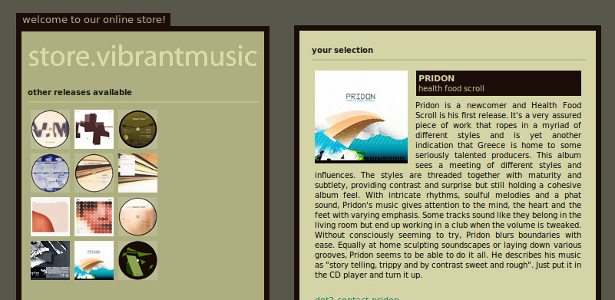 welcome to our online store!
store.vibrantmusic
other releases available
your selection
PRIDON
PRIDON
health food scroll
Pridon is a newcomer and Health Food
Scroll is his first release. It's a very assured
piece of work that ropes in a myriad of
different styles and is yet another
indication that Greece is home to some
seriously talented producers. This album
sees a meeting of different styles and
influences. The styles are threaded together with maturity and
subtlety, providing contrast and surprise but still holding a cohesive
album feel. With intricate rhythms, soulful melodies and a phat
sound, Pridon's music gives attention to the mind, the heart and the
feet with varying emphasis. Some tracks sound like they belong in the
living room but end up working in a club when the volume is tweaked.
Without consciously seeming to try, Pridon blurs boundaries with
ease. Equally at home sculpting soundscapes or laying down various
grooves, Pridon seems to be able to do it all. He describes his music
as "story telling, trippy and by contrast sweet and rough". Just put it in
the CD player and turn it up.